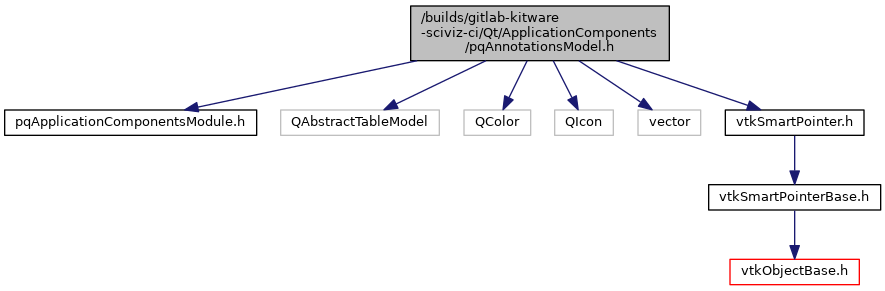 /builds/gitlab-kitware
-sciviz-ci/Qt/ApplicationComponents
/pqAnnotationsModel.h
pqApplicationComponentsModule.h
QAbstractTableModel
QColor
QIcon
vector
vtkSmartPointer.h
vtkSmartPointerBase.h
vtkObjectBase.h